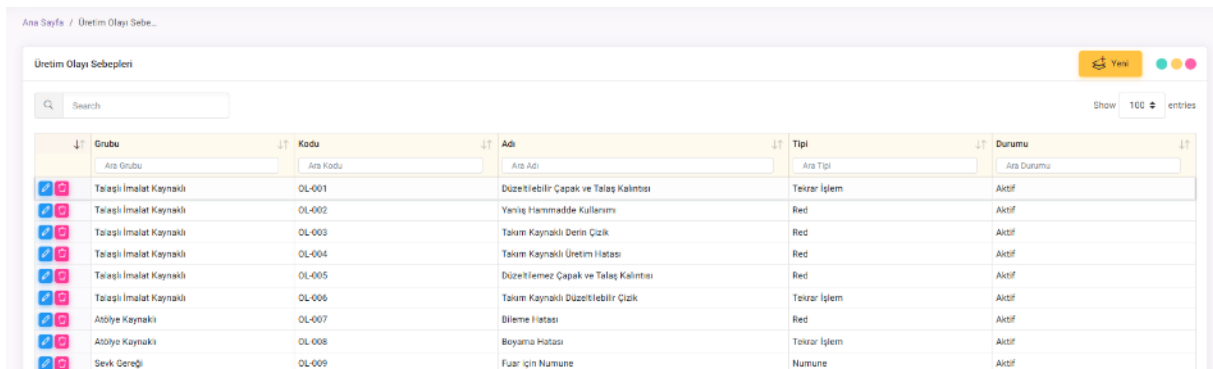 Ana Sayfa / Üretim Olayı Sebe...
Üretim Olayı Sebepleri
Yeni
Search
Show 100 entries
Grubu Kodu Adı Tipi Durumu
Ara Grubu Ara Kodu Ara Adı Ara Tipi Ara Durumu
Talaşlı İmalat Kaynaklı OL-001 Düzeltilebilir Çapak ve Talaş Kalıntısı Tekrar İşlem Aktif
Talaşlı İmalat Kaynaklı OL-002 Yanlış Hammadde Kullanımı Red Aktif
Talaşlı İmalat Kaynaklı OL-003 Takım Kaynaklı Derin Çizik Red Aktif
Talaşlı İmalat Kaynaklı OL-004 Takım Kaynaklı Üretim Hatası Red Aktif
Talaşlı İmalat Kaynaklı OL-005 Düzeltilemez Çapak ve Talaş Kalıntısı Red Aktif
Talaşlı İmalat Kaynaklı OL-006 Takım Kaynaklı Düzeltilebilir Çizik Tekrar İşlem Aktif
Atölye Kaynaklı OL-007 Bileme Hatası Red Aktif
Atölye Kaynaklı OL-008 Boyama Hatası Tekrar İşlem Aktif
Sevk Gereği OL-009 Fuar için Numune Numune Aktif